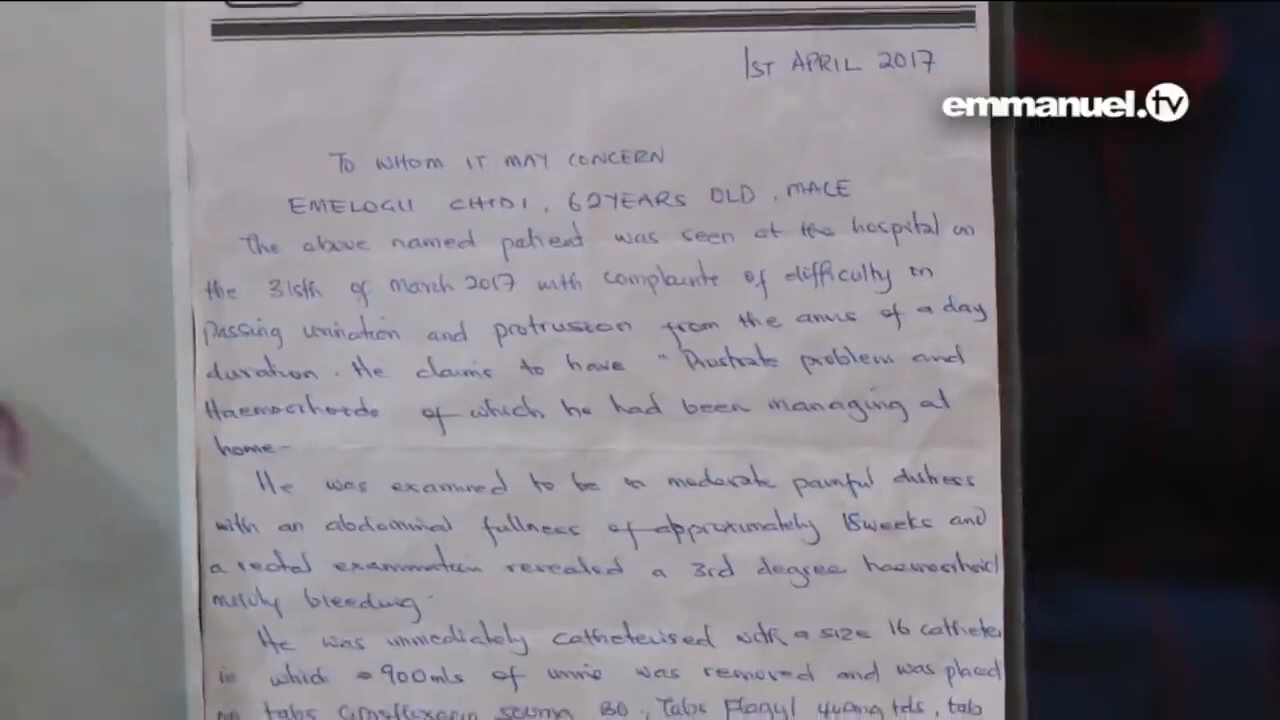 1ST APRIL 2017
emmanuel.tv
TO WHOM IT MAY CONCERN
EMELOGU CHIDI, 62YEARS OLD, MALE
The above named patient was seen at the hospital on
the 31sth of March 2017 with complaints of difficulty in
passing urination and protrusion from the anus of a day
duration. He claims to have "Prostrate problem and
Haemorrhoids of which he had been managing at
home-
He was examined to be in moderate painful distress
with an abdominal fullness of approximately 18weeks and
a rectal examination revealed a 3rd degree haemorrhoid
mildly bleeding.
He was immediately catheterised with a size 16 catheter
in which 900mls of urine was removed and was placed
on tabs 500mg BD, Tabs Flagyl 400mg tds, tab